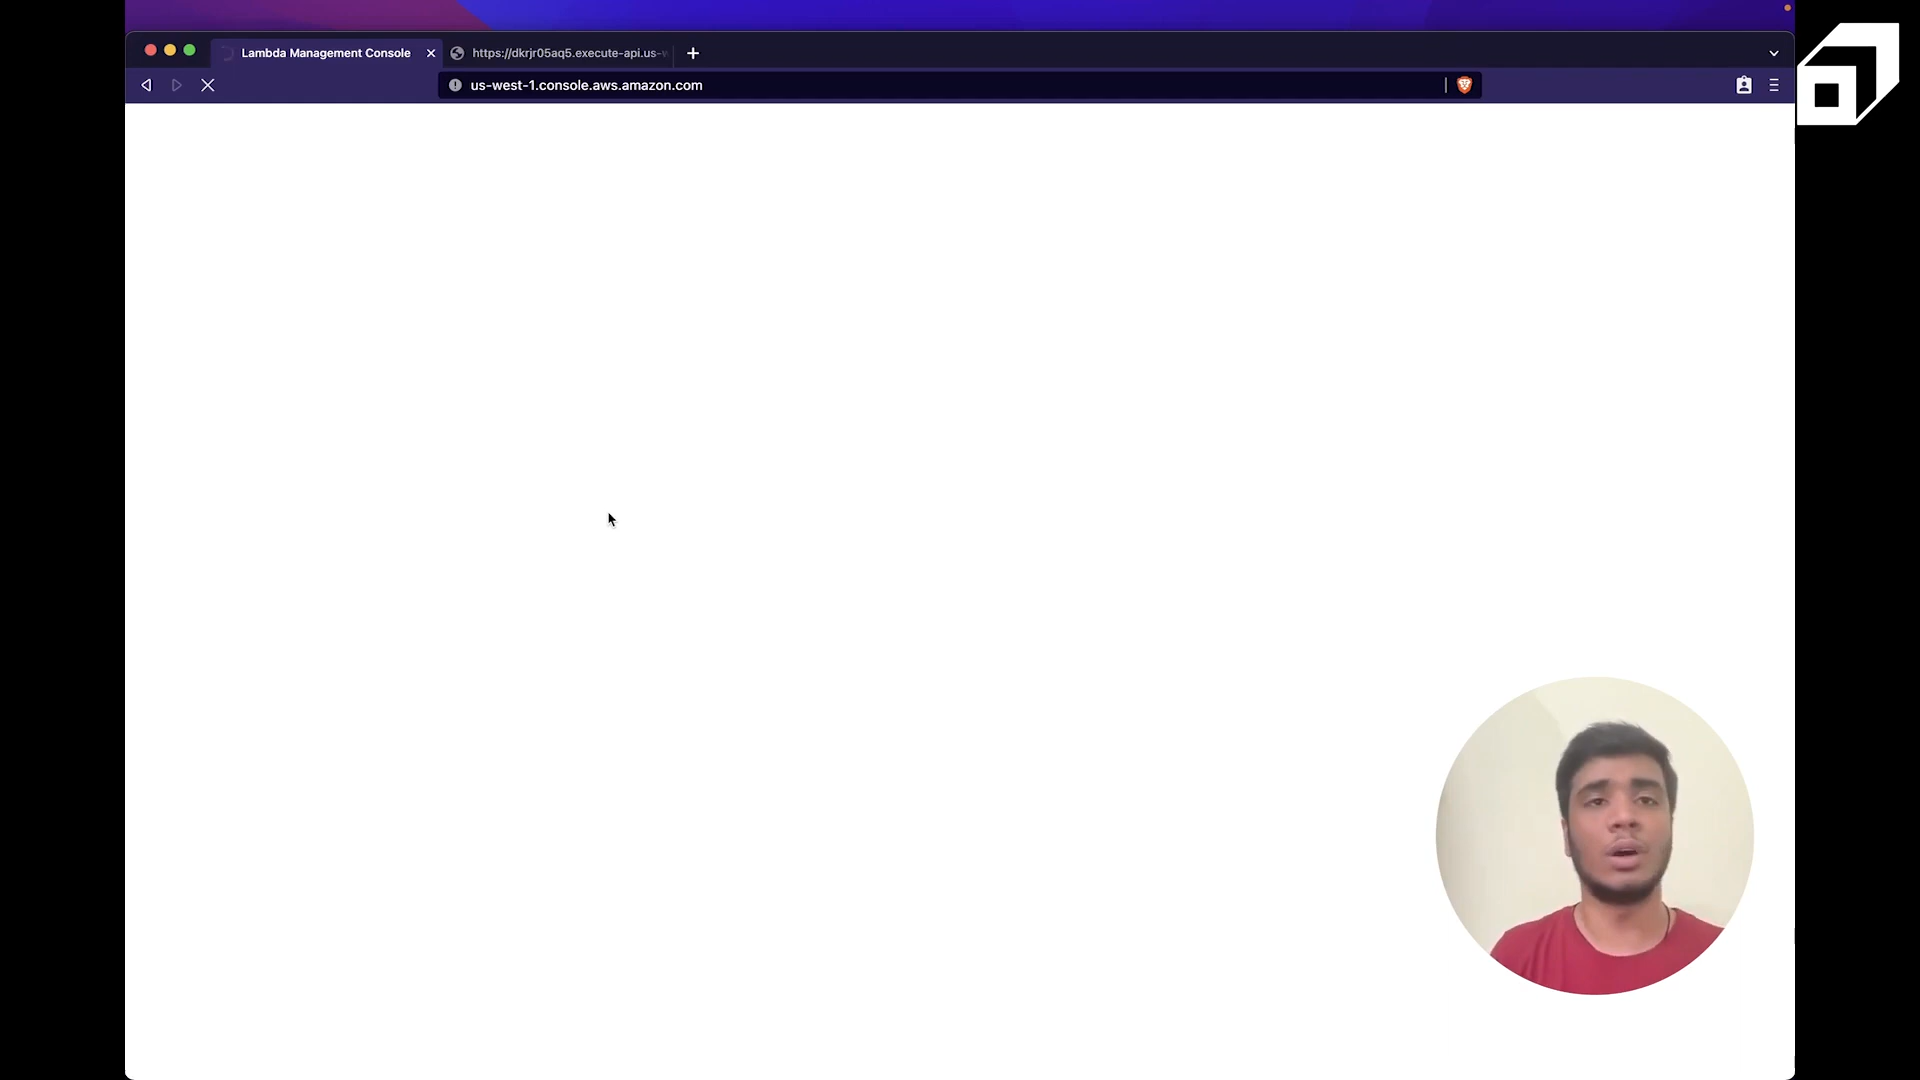 Lambda Management Console
https://dkrjr05aq5.execute-api.us-
us-west-1.console.aws.amazon.com